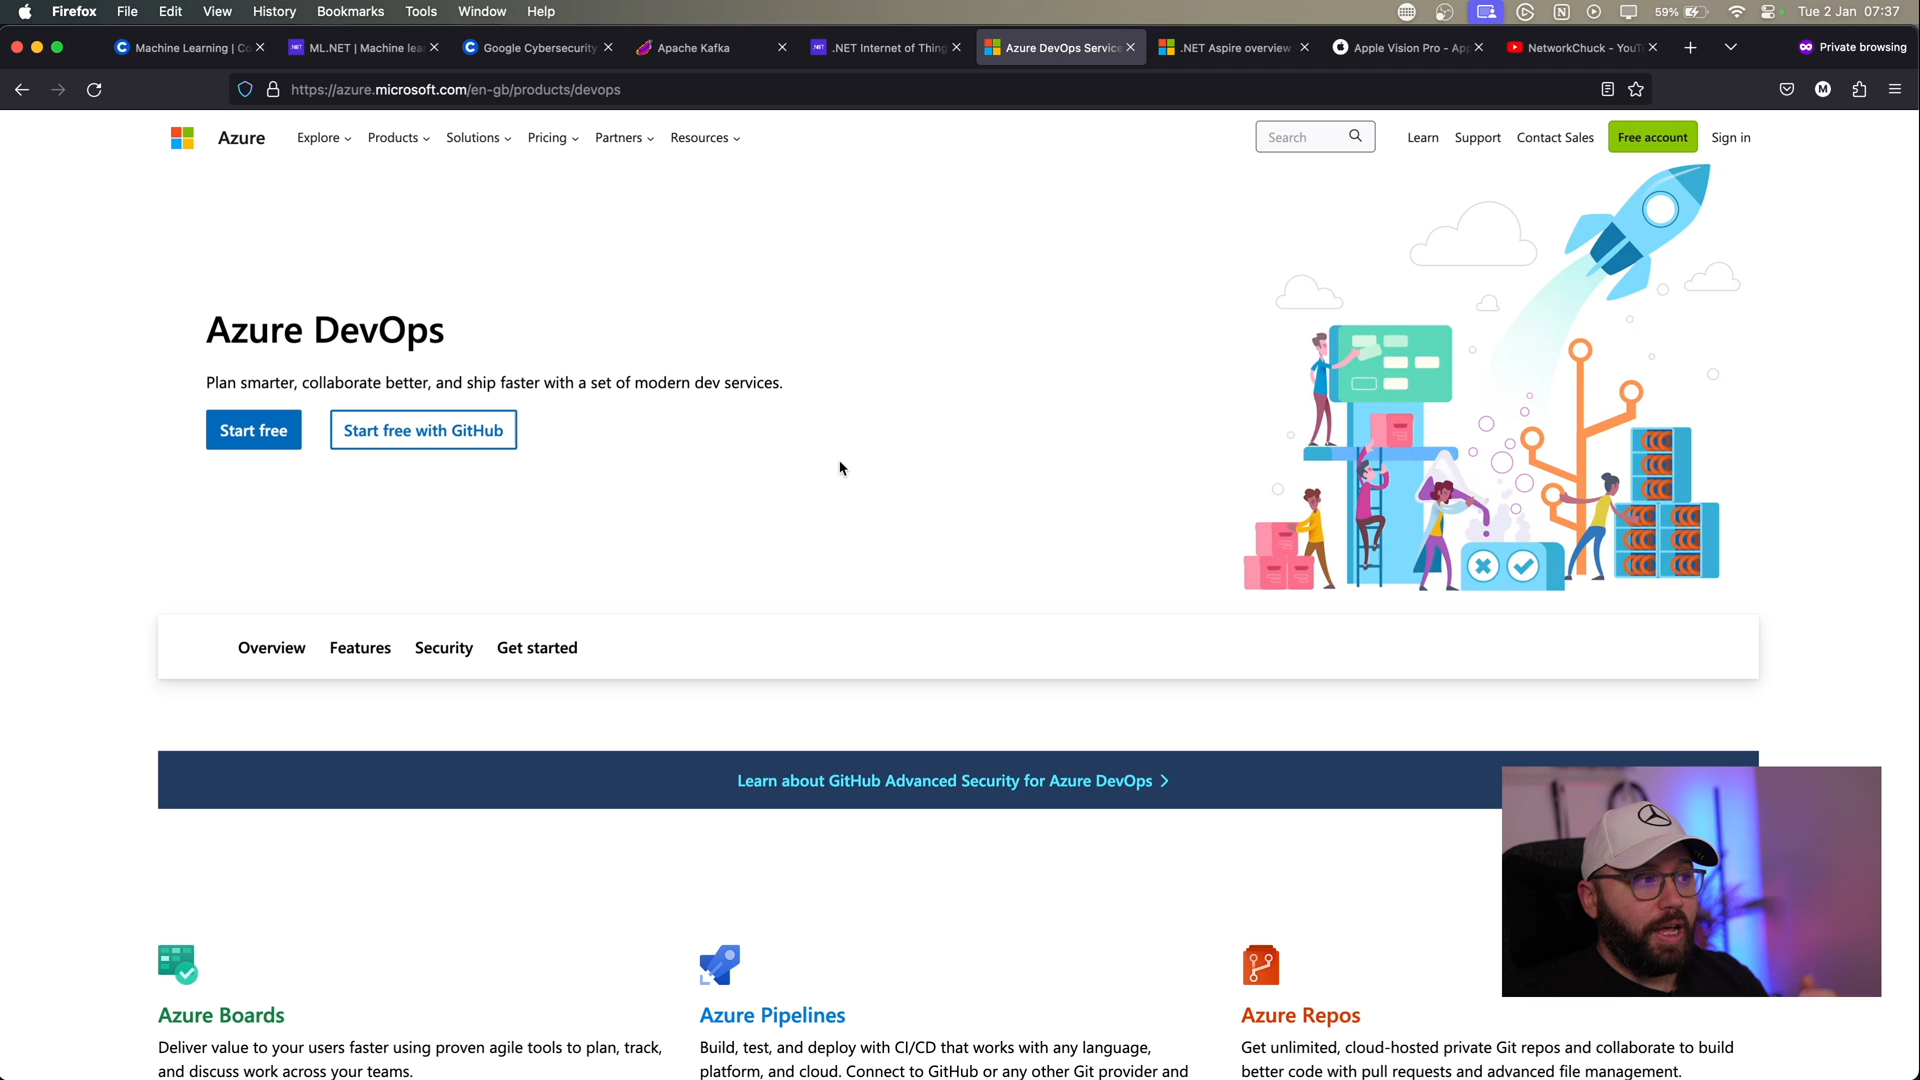 Firefox File Edit View History Bookmarks Tools Window Help
59% Tue 2 Jan 07:37
Machine Learning | Co
ML.NET | Machine lear
Google Cybersecurity
Apache Kafka
.NET Internet of Thing
Azure DevOps Service
.NET Aspire overview
Apple Vision Pro - App
NetworkChuck - YouTu
Private browsing
https://azure.microsoft.com/en-gb/products/devops
Azure Explore Products Solutions Pricing Partners Resources
Search Learn Support Contact Sales Free account Sign in
Azure DevOps
Plan smarter, collaborate better, and ship faster with a set of modern dev services.
Start free Start free with GitHub
Overview Features Security Get started
Learn about GitHub Advanced Security for Azure DevOps
Azure Boards
Deliver value to your users faster using proven agile tools to plan, track,
and discuss work across your teams.
Azure Pipelines
Build, test, and deploy with CI/CD that works with any language,
platform, and cloud. Connect to GitHub or any other Git provider and
Azure Repos
Get unlimited, cloud-hosted private Git repos and collaborate to build
better code with pull requests and advanced file management.